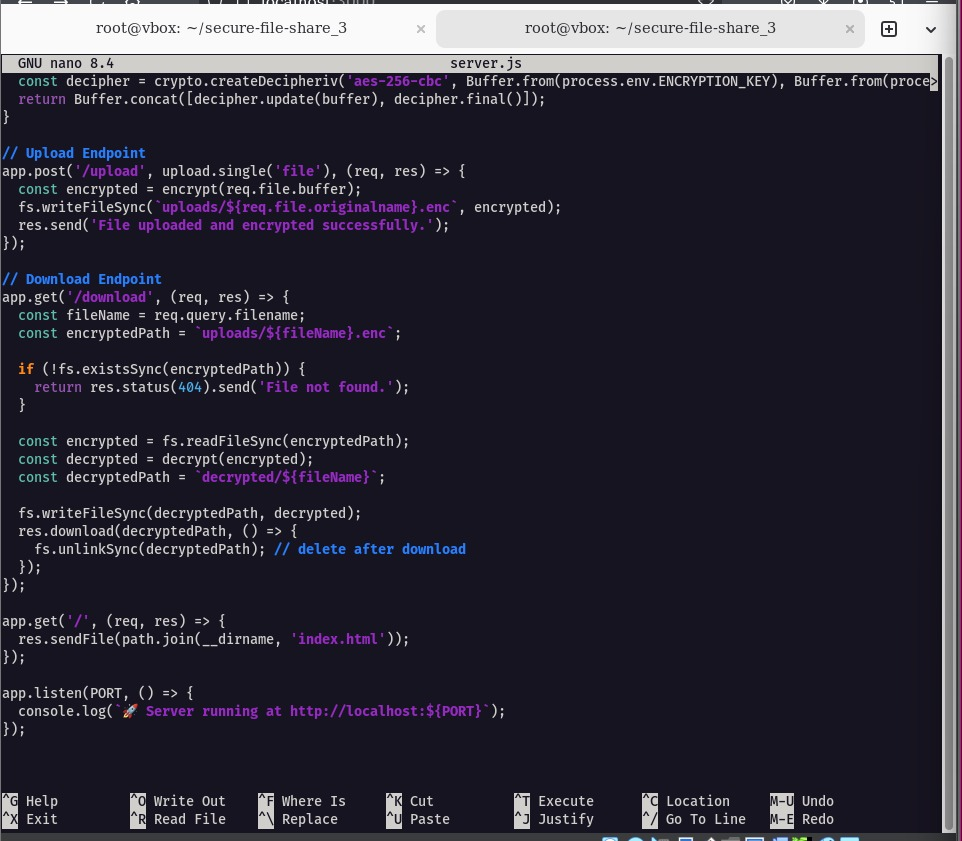 localhost:3000
root@vbox: ~/secure-file-share_3 × root@vbox: ~/secure-file-share_3 ×
GNU nano 8.4 server.js
const decipher = crypto.createDecipheriv('aes-256-cbc', Buffer.from(process.env.ENCRYPTION_KEY), Buffer.from(proce>
return Buffer.concat([decipher.update(buffer), decipher.final()]);
}
// Upload Endpoint
app.post('/upload', upload.single('file'), (req, res) => {
const encrypted = encrypt(req.file.buffer);
fs.writeFileSync(`uploads/${req.file.originalname}.enc`, encrypted);
res.send('File uploaded and encrypted successfully.');
});
// Download Endpoint
app.get('/download', (req, res) => {
const fileName = req.query.filename;
const encryptedPath = `uploads/${fileName}.enc`;
if (!fs.existsSync(encryptedPath)) {
return res.status(404).send('File not found.');
}
const encrypted = fs.readFileSync(encryptedPath);
const decrypted = decrypt(encrypted);
const decryptedPath = `decrypted/${fileName}`;
fs.writeFileSync(decryptedPath, decrypted);
res.download(decryptedPath, () => {
fs.unlinkSync(decryptedPath); // delete after download
});
});
app.get('/', (req, res) => {
res.sendFile(path.join(__dirname, 'index.html'));
});
app.listen(PORT, () => {
console.log(`🚀 Server running at http://localhost:${PORT}`);
});
^G Help ^O Write Out ^F Where Is ^K Cut ^T Execute ^C Location M-U Undo
^X Exit ^R Read File ^\ Replace ^U Paste ^J Justify ^/ Go To Line M-E Redo